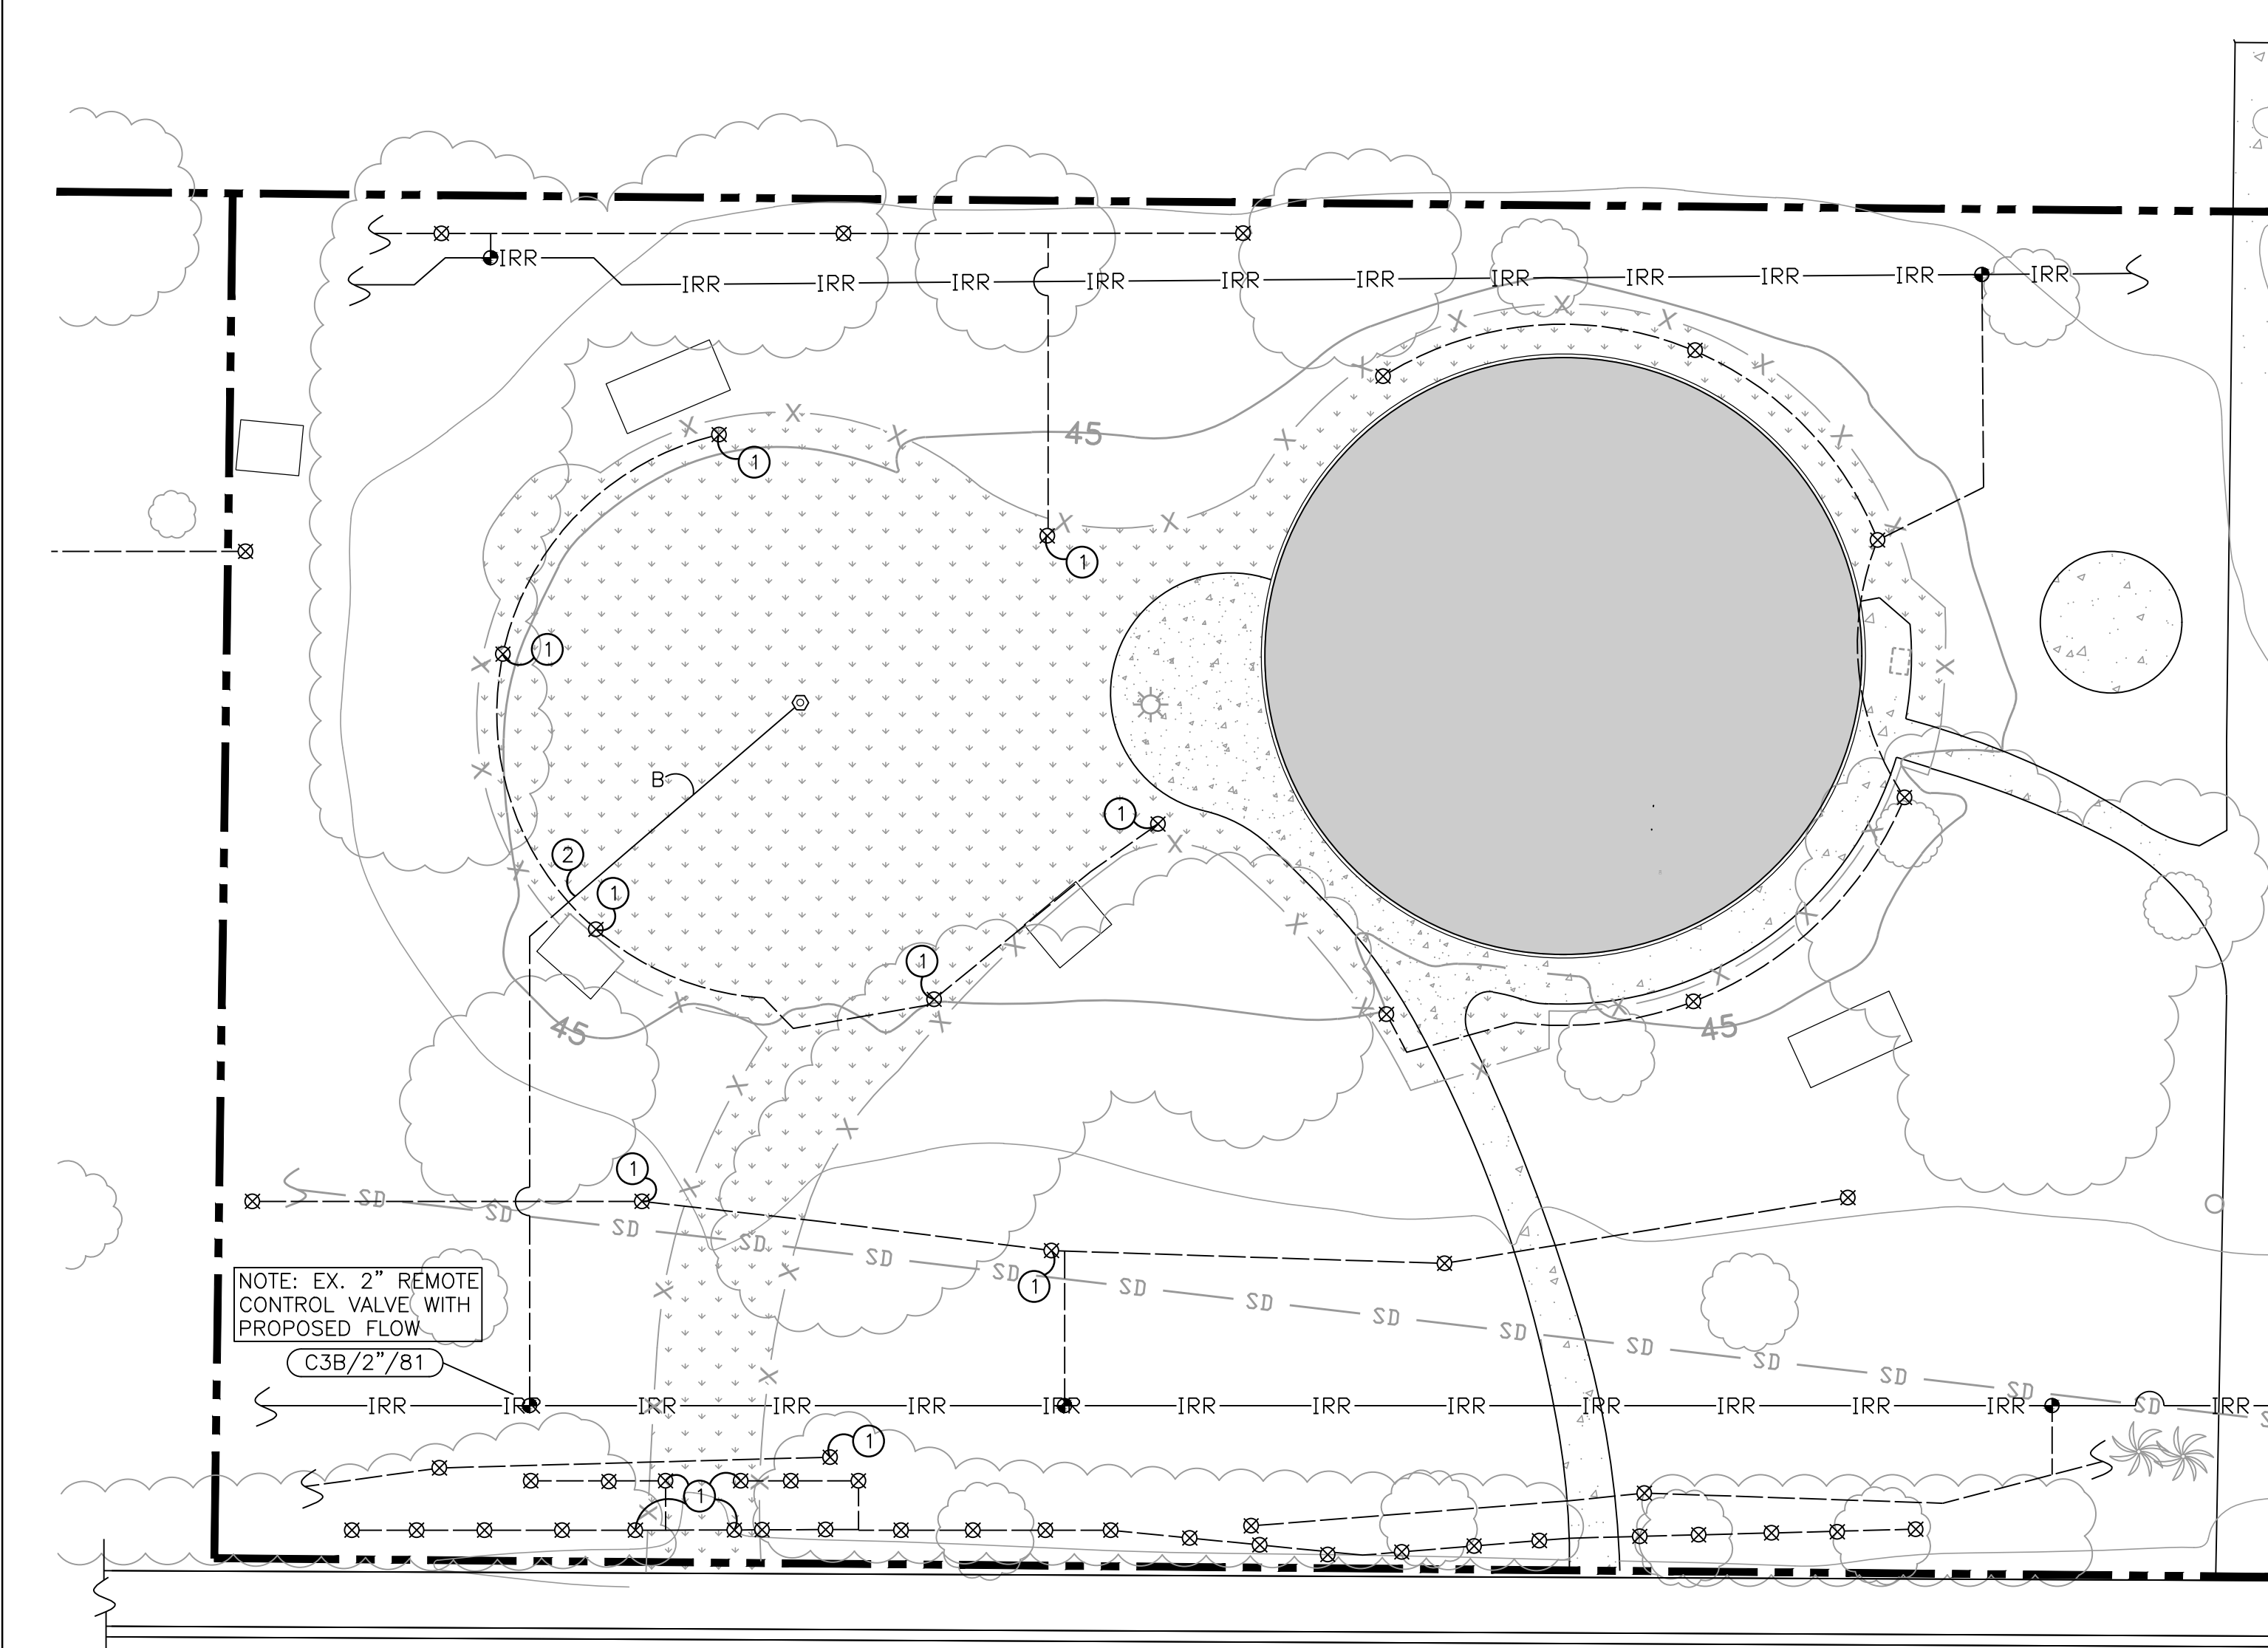 IRR
IRR IRR IRR IRR IRR IRR IRR IRR IRR IRR IRR
X X X X X
45
X X X X
1
X X X
1
1
X X
B
X
1
X X
2
1
X X X
1
X X X
X X X
45
45
X X
X X
1
X
SD SD SD SD SD SD SD SD SD SD SD SD SD SD SD SD
1
X X
NOTE: EX. 2" REMOTE
CONTROL VALVE WITH
PROPOSED FLOW
C3B/2"/81
X
IRR IRR IRR IRR IRR IRR IRR IRR IRR IRR IRR IRR IRR IRR IRR
X
1
1
X X